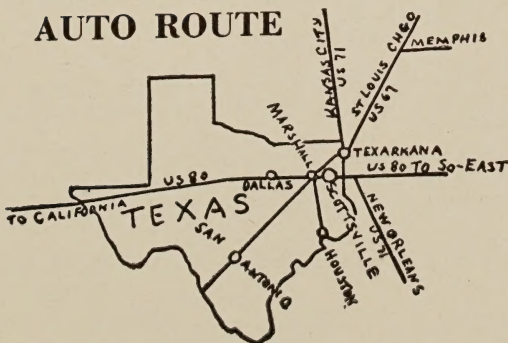 AUTO ROUTE
KANSAS CITY
US 71
ST LOUIS CHGO
US 67
MEMPHIS
MARSHALL
TEXARKANA
US 80 TO SO-EAST
US 80
DALLAS
SCOTTSVILLE
TO CALIFORNIA
TEXAS
NEW ORLEANS
US 71
SAN ANTONIO
HOUSTON